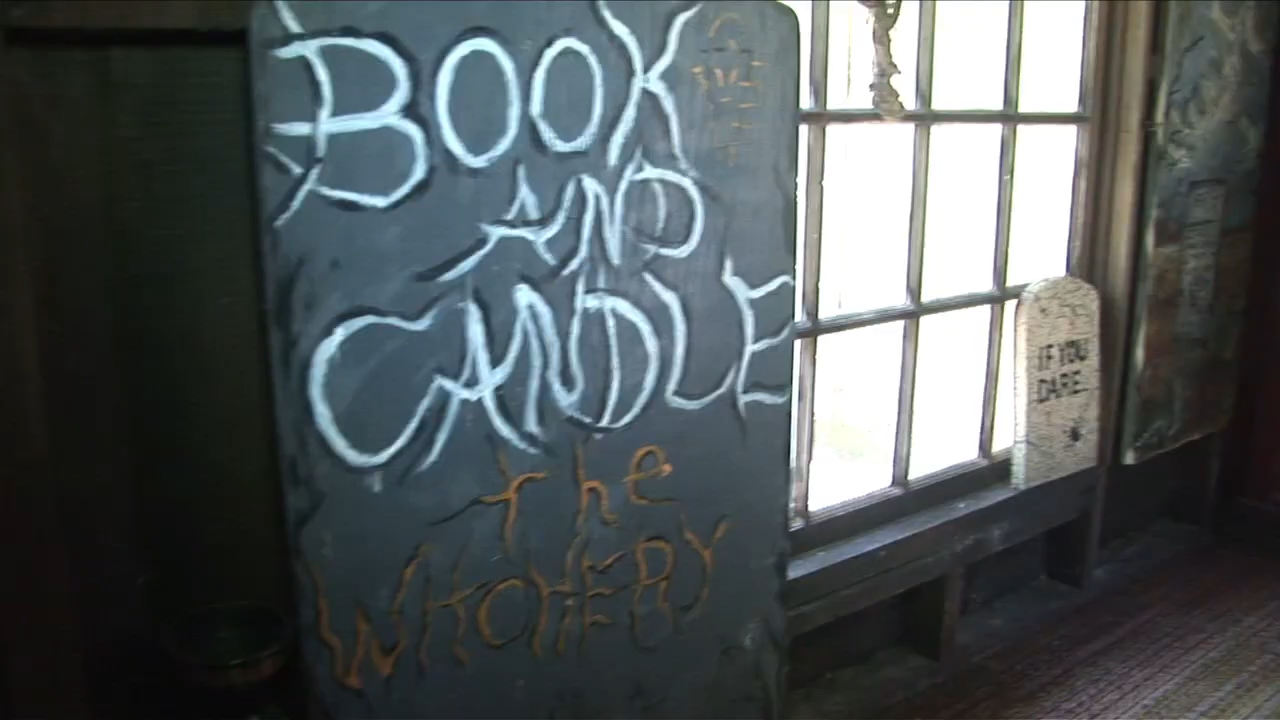 BOOK
AND
CANDLE
the
WitCHERY
IF YOU
DARE..